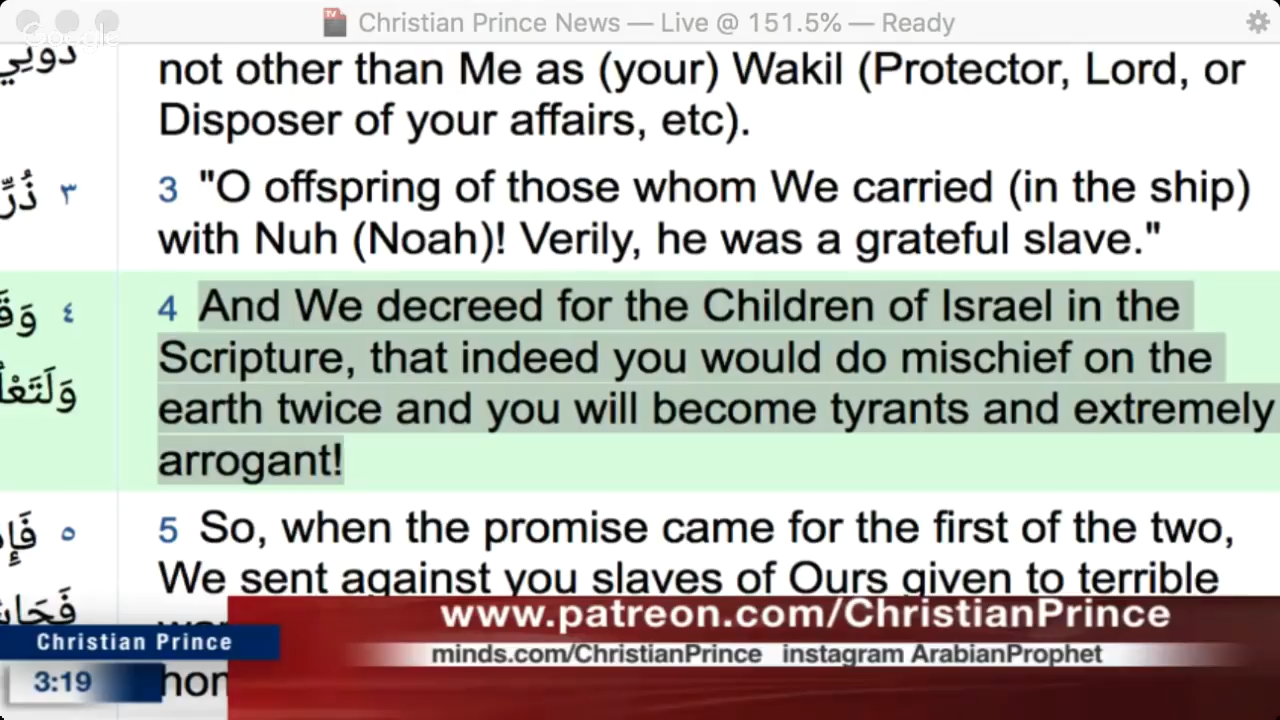 Christian Prince News — Live @ 151.5% — Ready
Google
not other than Me as (your) Wakil (Protector, Lord, or
Disposer of your affairs, etc).
٣ 3 "O offspring of those whom We carried (in the ship)
with Nuh (Noah)! Verily, he was a grateful slave."
٤ 4 And We decreed for the Children of Israel in the
Scripture, that indeed you would do mischief on the
earth twice and you will become tyrants and extremely
arrogant!
٥ 5 So, when the promise came for the first of the two,
We sent against you slaves of Ours given to terrible
www.patreon.com/ChristianPrince
Christian Prince
minds.com/ChristianPrince instagram ArabianProphet
3:19